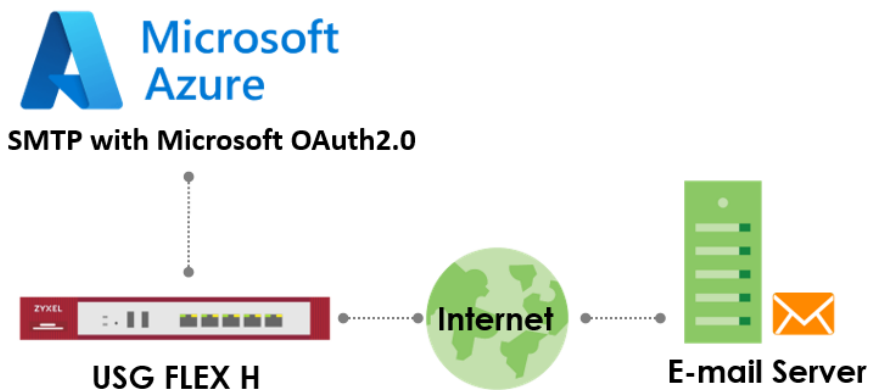 Microsoft
Azure
SMTP with Microsoft OAuth2.0
ZYXEL
Internet
USG FLEX H
E-mail Server